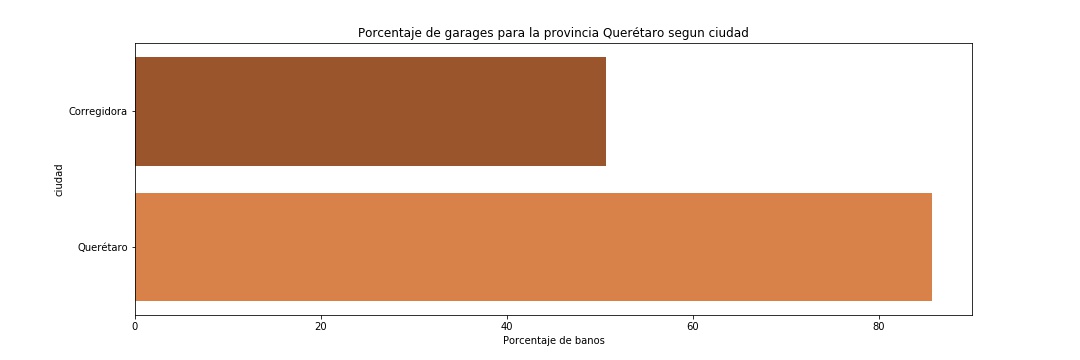 Porcentaje de garages para la provincia Querétaro segun ciudad
Corregidora
ciudad
Querétaro
0 20 40 60 80
Porcentaje de banos